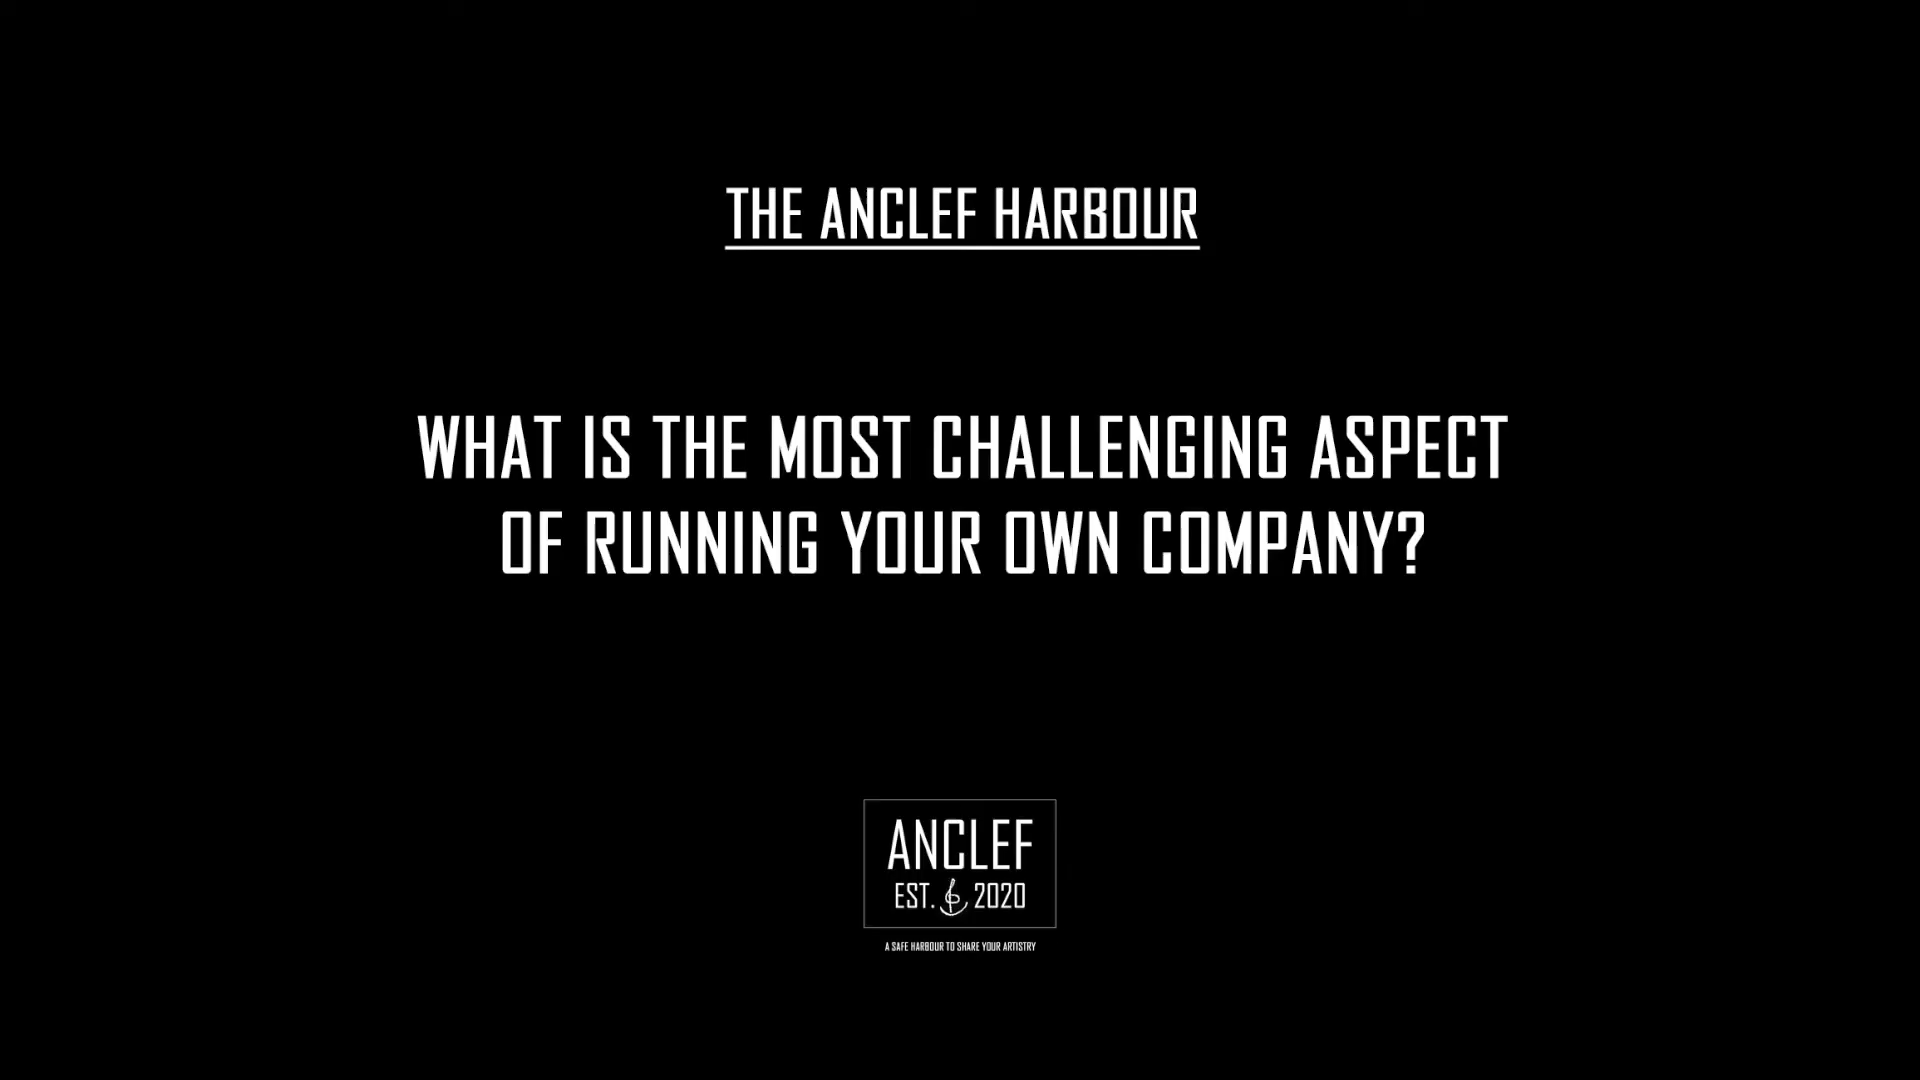 THE ANCLEF HARBOUR
WHAT IS THE MOST CHALLENGING ASPECT
OF RUNNING YOUR OWN COMPANY?
ANCLEF
EST. 2020
A SAFE HARBOUR TO SHARE YOUR ARTISTRY